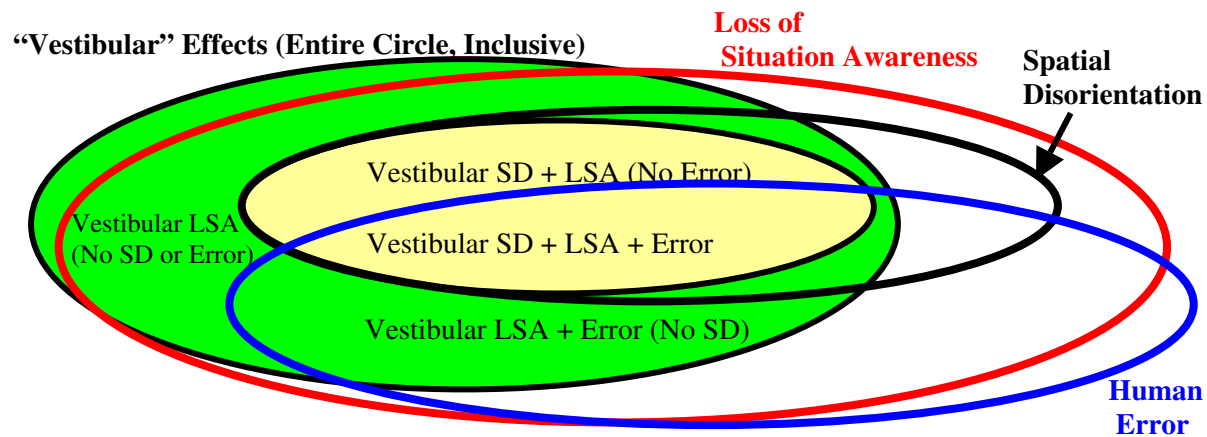 “Vestibular” Effects (Entire Circle, Inclusive)
Loss of
Situation Awareness
Spatial
Disorientation
Vestibular SD + LSA (No Error)
Vestibular LSA
(No SD or Error)
Vestibular SD + LSA + Error
Vestibular LSA + Error (No SD)
Human
Error